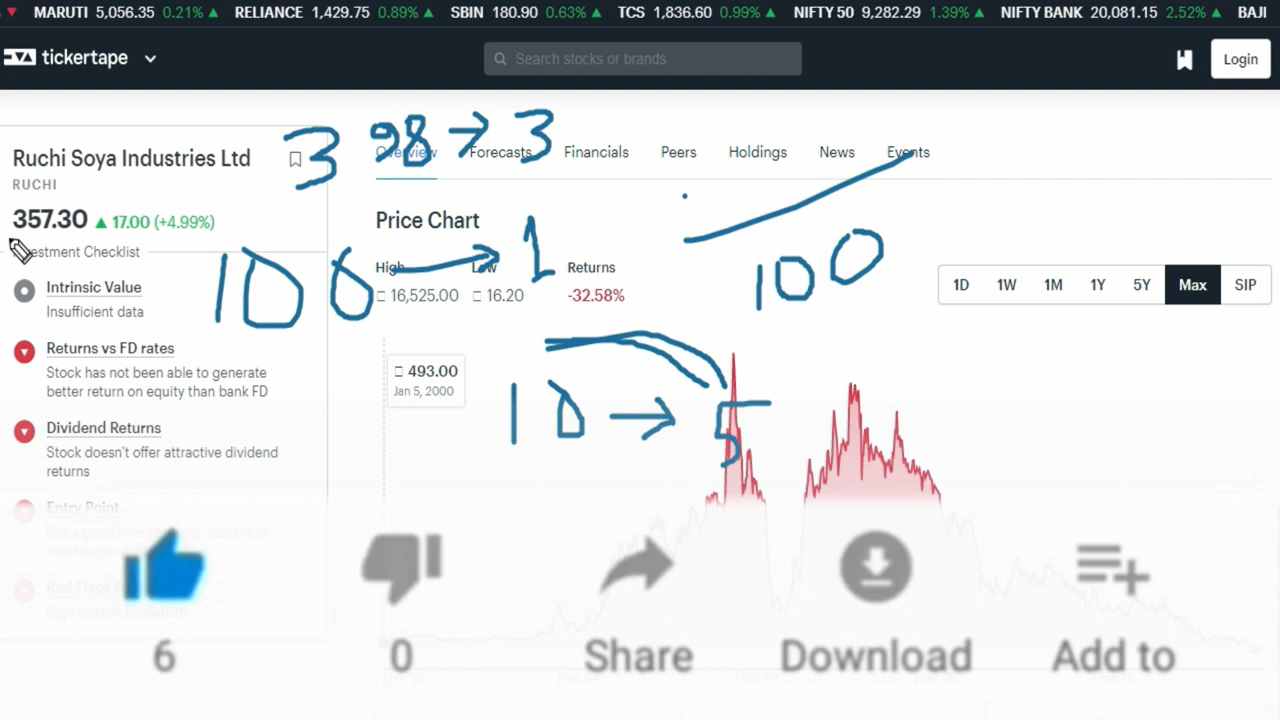 MARUTI 5,056.35 0.21% ▲ RELIANCE 1,429.75 0.89% ▲ SBIN 180.90 0.63% ▲ TCS 1,836.60 0.99% ▲ NIFTY 50 9,282.29 1.39% ▲ NIFTY BANK 20,081.15 2.52% ▲ BAJ
tickertape
Search stocks or brands
Login
3 98 → 3
Ruchi Soya Industries Ltd
RUCHI
357.30 ▲ 17.00 (+4.99%)
Investment Checklist
Intrinsic Value
Insufficient data
Returns vs FD rates
Stock has not been able to generate
better return on equity than bank FD
Dividend Returns
Stock doesn't offer attractive dividend
returns
Entry Point
Overview Forecasts Financials Peers Holdings News Events
Price Chart
High Low Returns
16,525.00 16.20 -32.58%
100 → 1
100
1D 1W 1M 1Y 5Y Max SIP
493.00
Jan 5, 2000
10 → 5
6 0 Share Download Add to